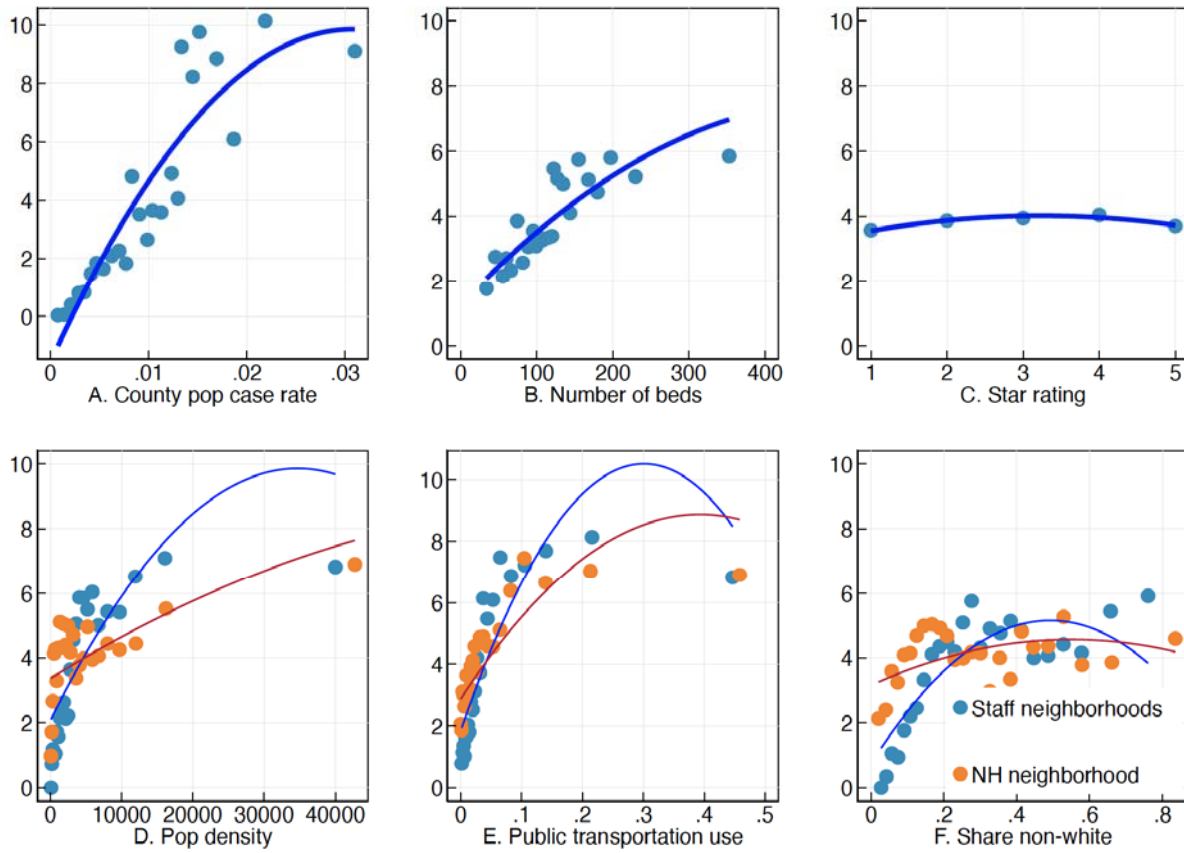 10
8
6
4
2
0
0 .01 .02 .03
A. County pop case rate
10
8
6
4
2
0
0 100 200 300 400
B. Number of beds
10
8
6
4
2
0
1 2 3 4 5
C. Star rating
10
8
6
4
2
0
0 10000 20000 30000 40000
D. Pop density
10
8
6
4
2
0
0 .1 .2 .3 .4 .5
E. Public transportation use
10
8
6
4
2
0
Staff neighborhoods
NH neighborhood
0 .2 .4 .6 .8
F. Share non-white